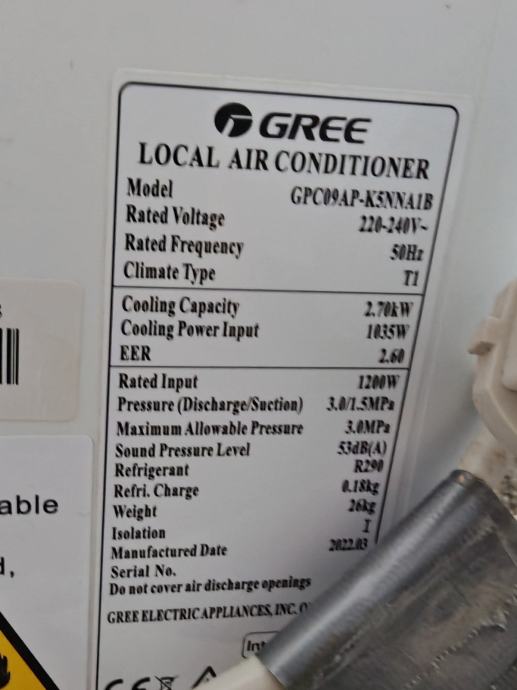 GREE
LOCAL AIR CONDITIONER
Model GPC09AP-K5NNA1B
Rated Voltage 220-240V~
Rated Frequency 50Hz
Climate Type T1
Cooling Capacity 2.70kW
Cooling Power Input 1035W
EER 2.60
Rated Input 1200W
Pressure (Discharge/Suction) 3.0/1.5MPa
Maximum Allowable Pressure 3.0MPa
Sound Pressure Level 53dB(A)
Refrigerant R290
Refri. Charge 0.18kg
Weight 26kg
Isolation I
Manufactured Date 2022.03
Serial No.
Do not cover air discharge openings
GREE ELECTRIC APPLIANCES, INC. O
Int
CE
able
d,